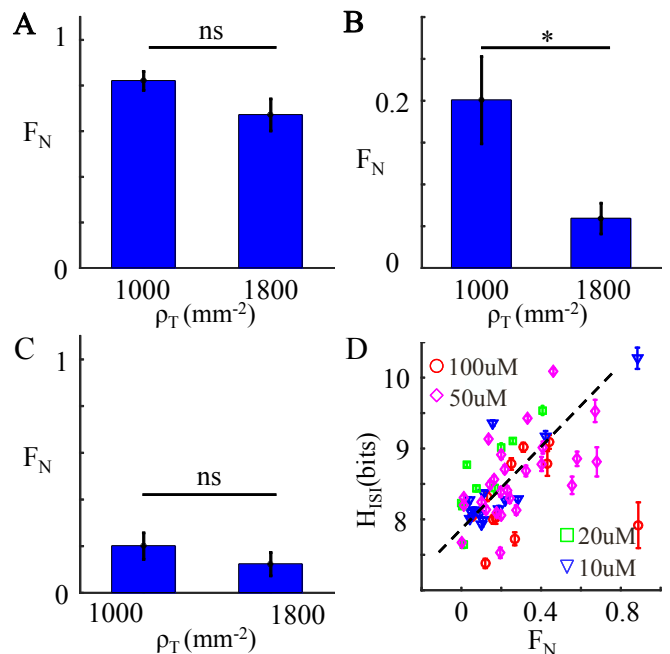 A
1
ns
F_N
0
1000 1800
ρ_T (mm⁻²)
B
*
0.2
F_N
0
1000 1800
ρ_T (mm⁻²)
C
1
F_N
ns
0
1000 1800
ρ_T (mm⁻²)
D
100uM
50uM
10
9
8
H_ISI(bits)
20uM
10uM
0 0.4 0.8
F_N